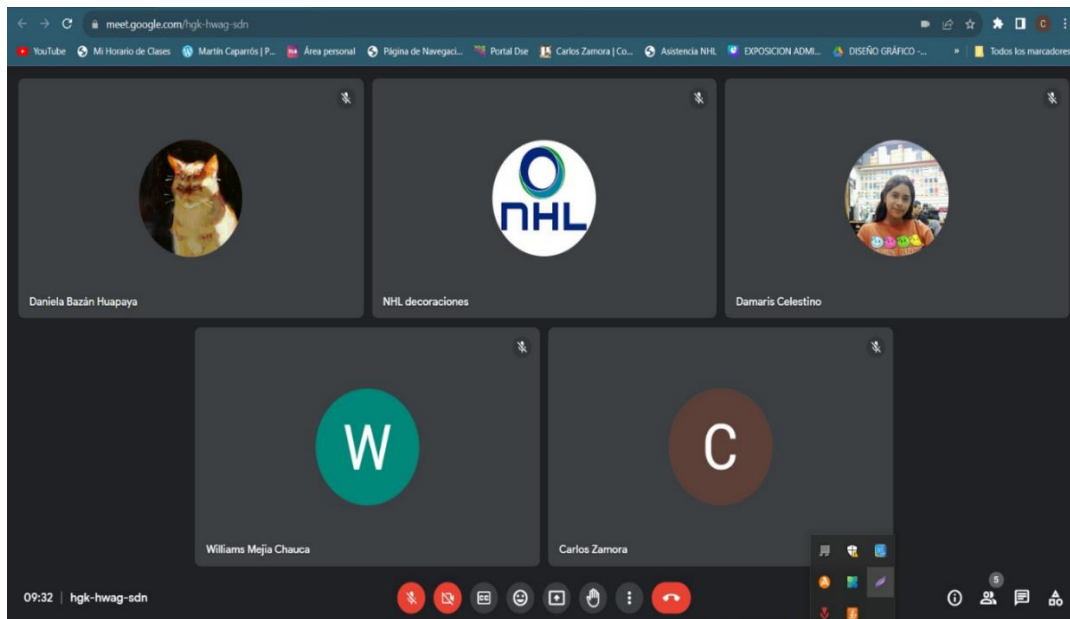 meet.google.com/hgk-hwag-sdn
YouTube Mi Horario de Clases Martín Caparrós | P... Área personal Página de Navegaci... Portal Dse Carlos Zamora | Co... Asistencia NHL EXPOSICION ADMI... DISEÑO GRÁFICO -... » Todos los marcadores
NHL
Daniela Bazán Huapaya
NHL decoraciones
Damaris Celestino
W
C
Williams Mejia Chauca
Carlos Zamora
09:32 | hgk-hwag-sdn
5